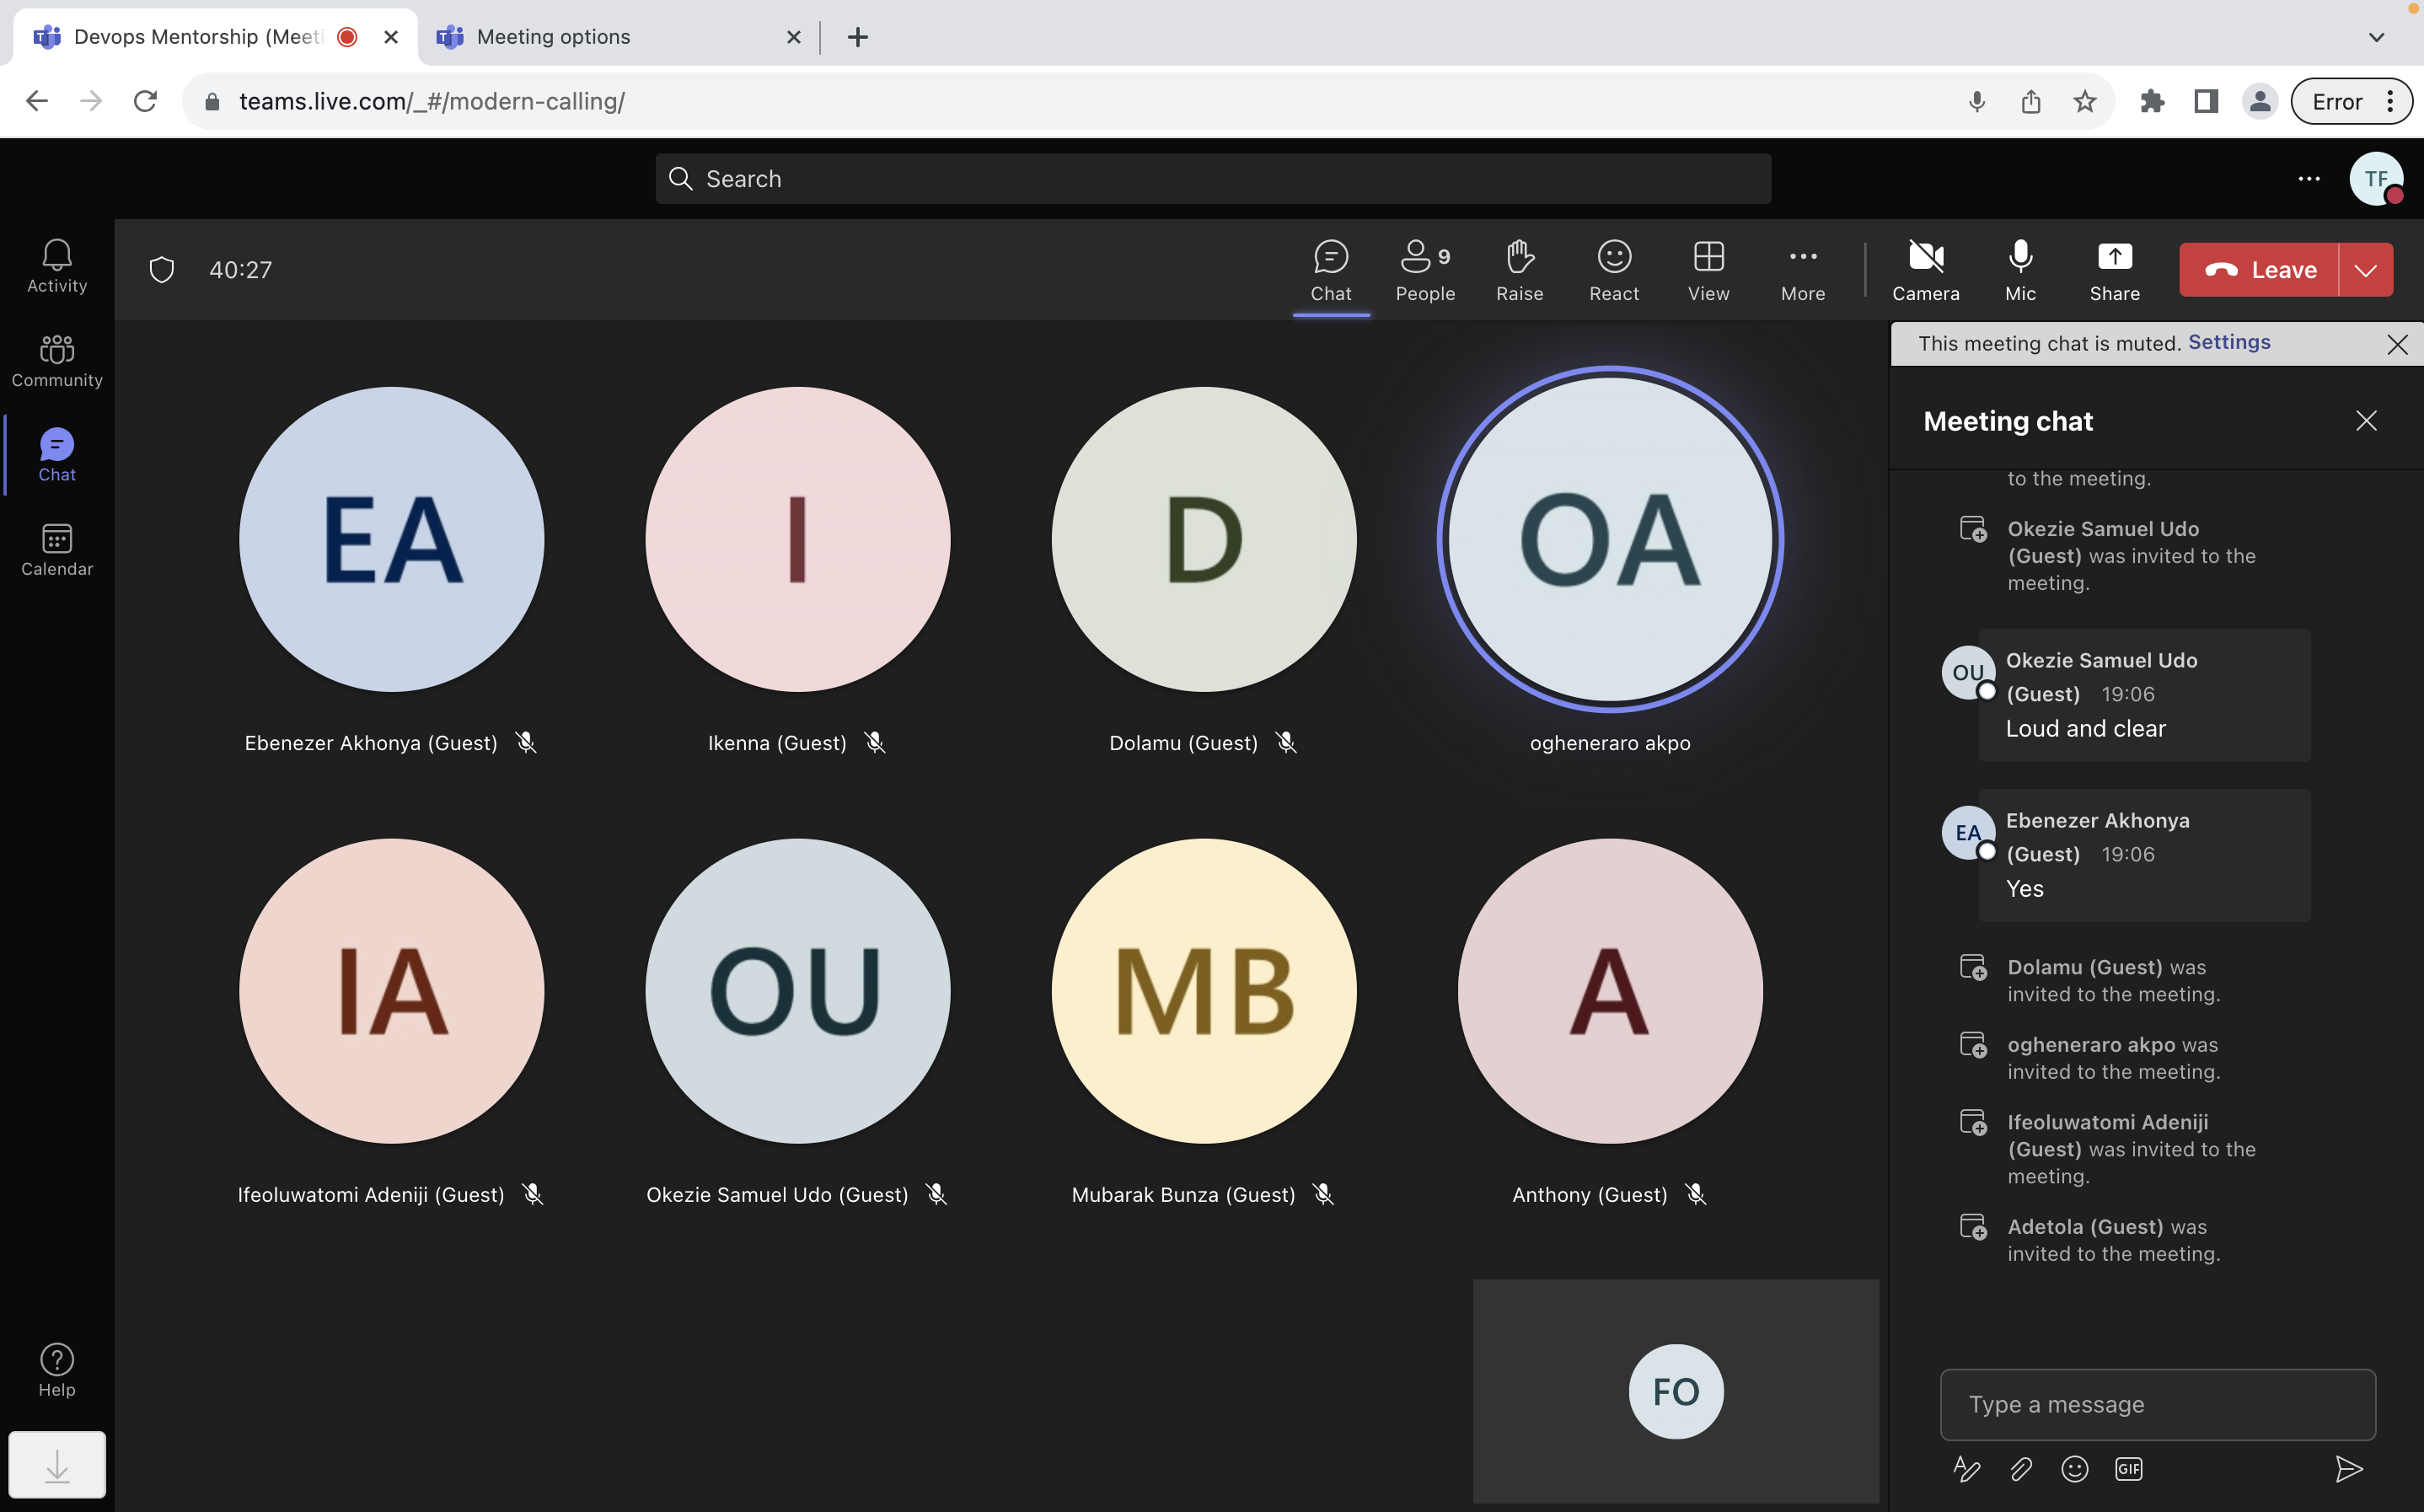 Devops Mentorship (Meeti
Meeting options
teams.live.com/_#/modern-calling/
Error
Search
TF
Activity
Community
Chat
Calendar
Help
40:27
Chat
People
9
Raise
React
View
More
Camera
Mic
Share
Leave
EA
Ebenezer Akhonya (Guest)
I
Ikenna (Guest)
D
Dolamu (Guest)
OA
ogheneraro akpo
IA
Ifeoluwatomi Adeniji (Guest)
OU
Okezie Samuel Udo (Guest)
MB
Mubarak Bunza (Guest)
A
Anthony (Guest)
FO
This meeting chat is muted. Settings
Meeting chat
to the meeting.
Okezie Samuel Udo
(Guest) was invited to the
meeting.
OU
Okezie Samuel Udo
(Guest) 19:06
Loud and clear
EA
Ebenezer Akhonya
(Guest) 19:06
Yes
Dolamu (Guest) was
invited to the meeting.
ogheneraro akpo was
invited to the meeting.
Ifeoluwatomi Adeniji
(Guest) was invited to the
meeting.
Adetola (Guest) was
invited to the meeting.
Type a message
GIF